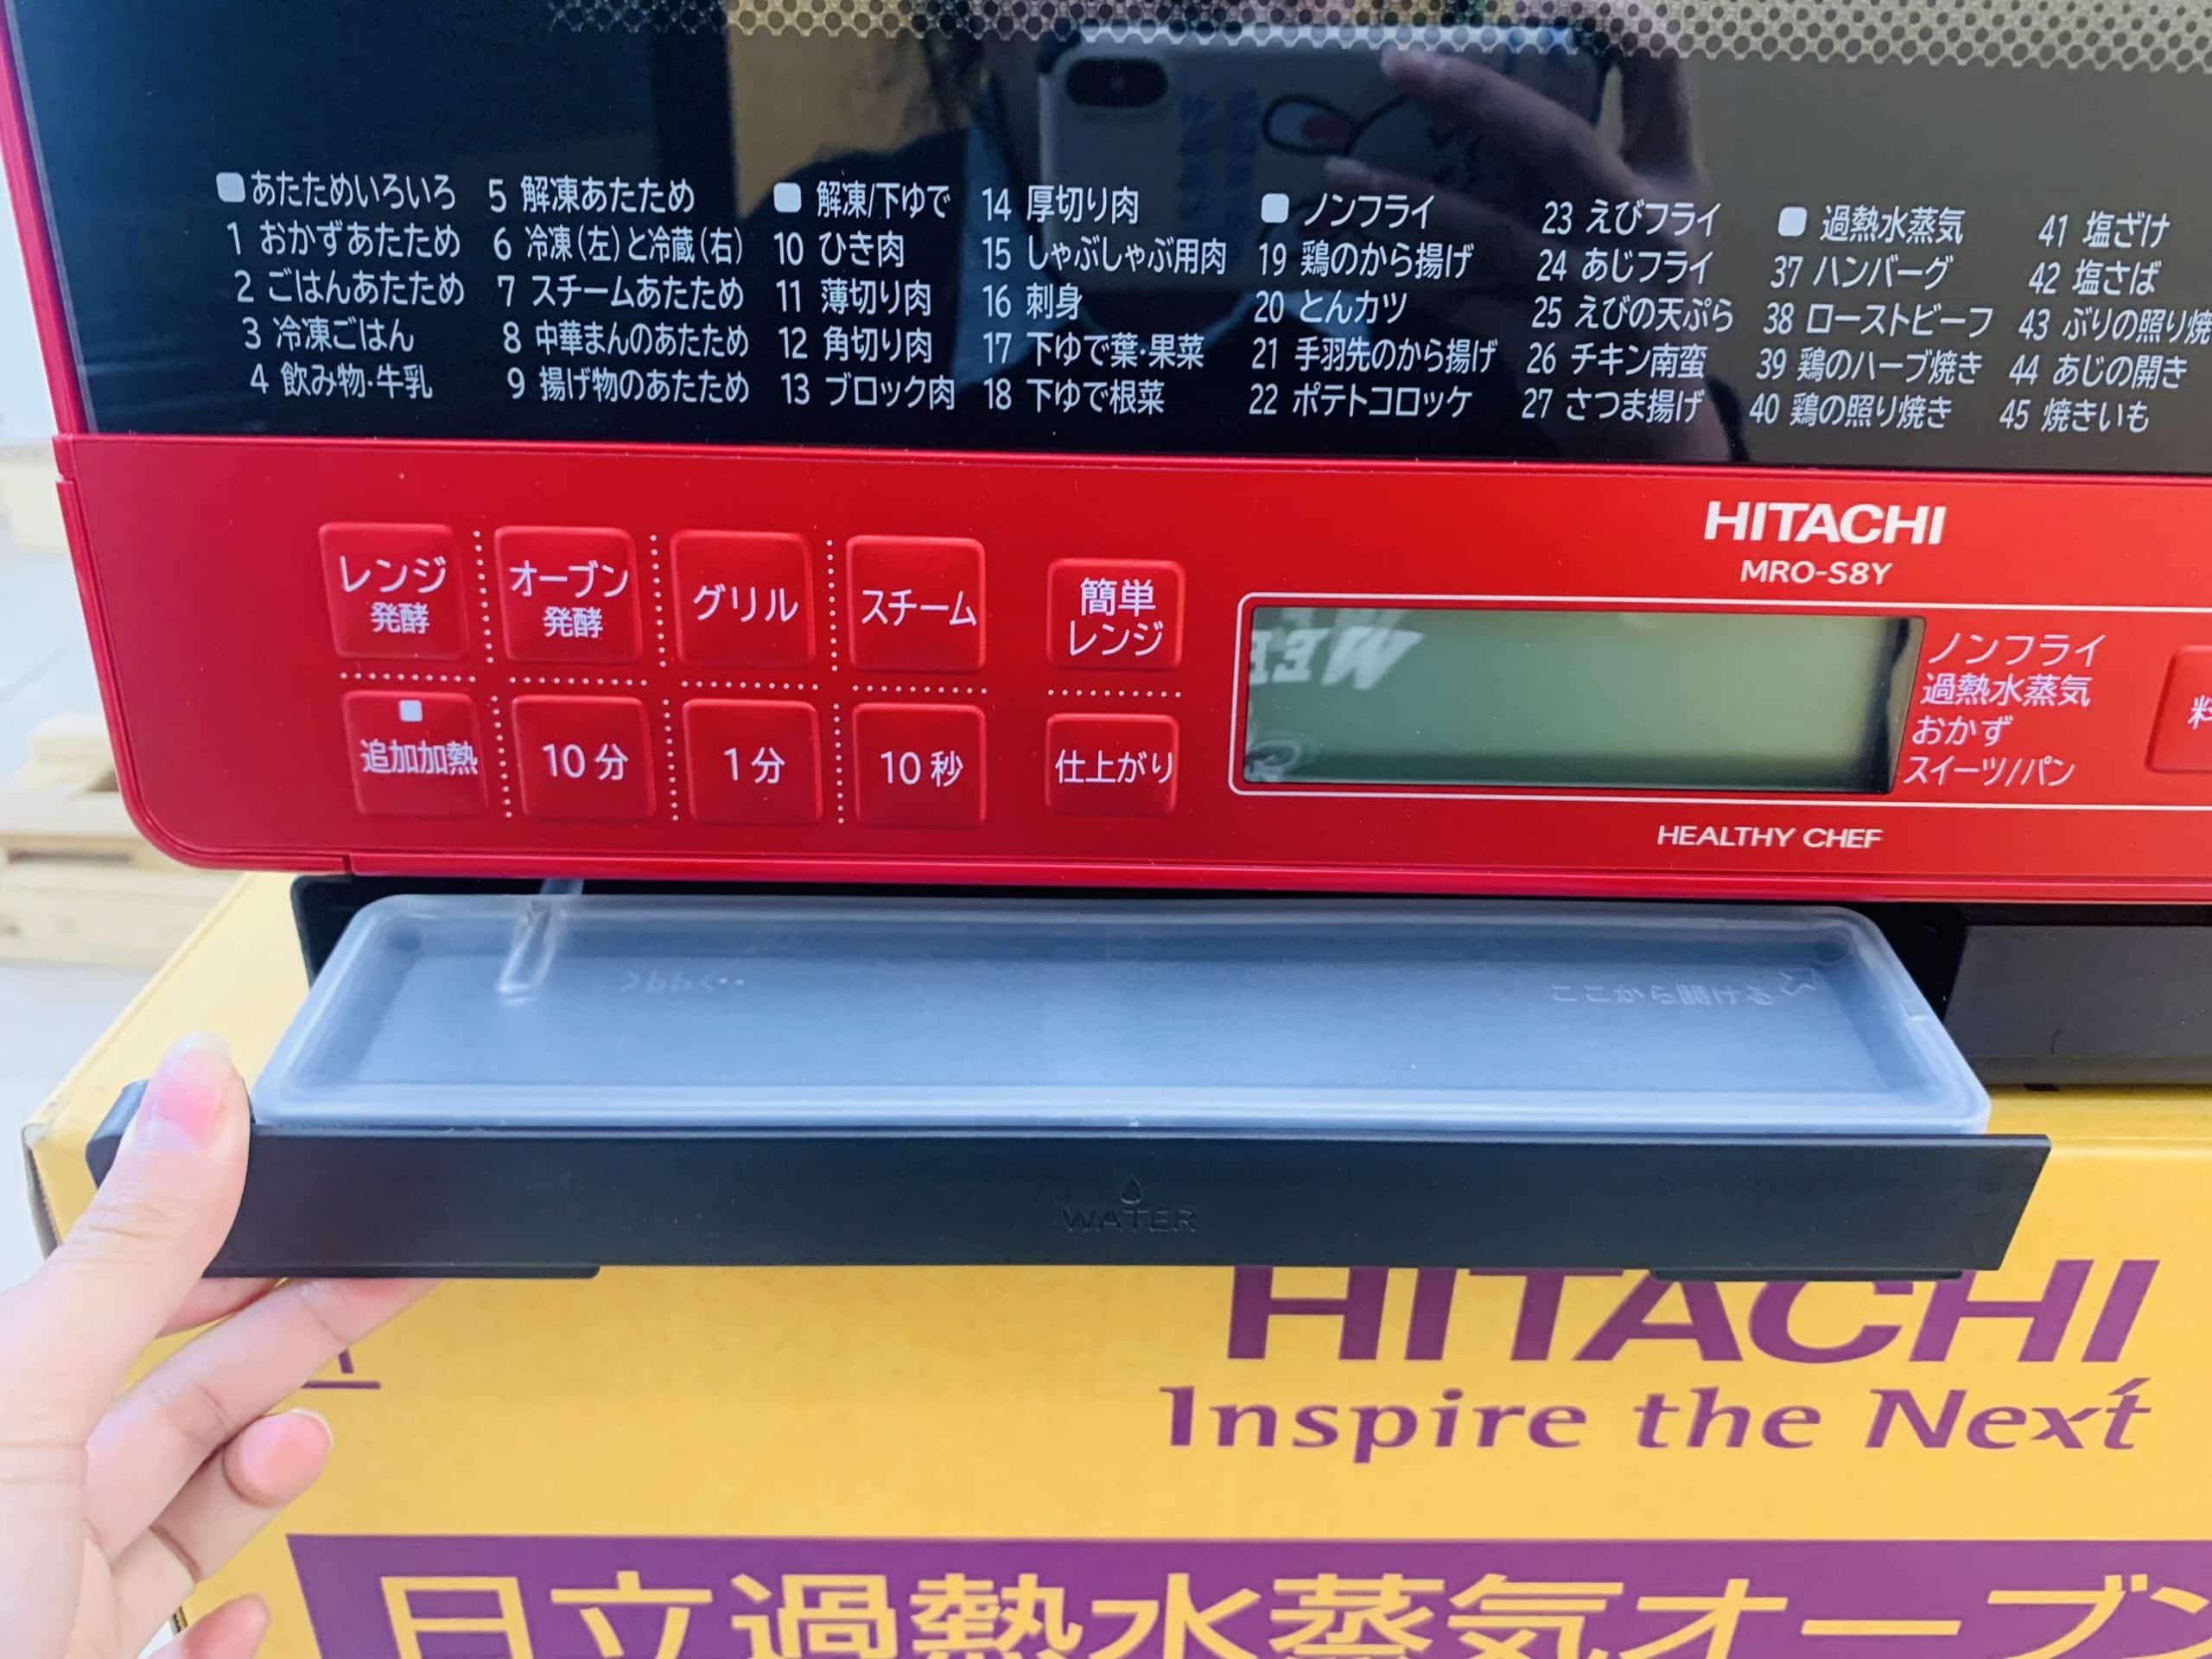 あたためいろいろ
1 おかずあたため
2 ごはんあたため
3 冷凍ごはん
4 飲み物・牛乳
5 解凍あたため
6 冷凍(左)と冷蔵(右)
7 スチームあたため
8 中華まんのあたため
9 揚げ物のあたため
解凍/下ゆで
10 ひき肉
11 薄切り肉
12 角切り肉
13 ブロック肉
14 厚切り肉
15 しゃぶしゃぶ用肉
16 刺身
17 下ゆで葉・果菜
18 下ゆで根菜
ノンフライ
19 鶏のから揚げ
20 とんカツ
21 手羽先のから揚げ
22 ポテトコロッケ
23 えびフライ
24 あじフライ
25 えびの天ぷら
26 チキン南蛮
27 さつま揚げ
過熱水蒸気
37 ハンバーグ
38 ローストビーフ
39 鶏のハーブ焼き
40 鶏の照り焼き
41 塩ざけ
42 塩さば
43 ぶりの照り焼
44 あじの開き
45 焼きいも
HITACHI
MRO-S8Y
レンジ
発酵
オーブン
発酵
グリル
スチーム
簡単
レンジ
追加加熱
10分
1分
10秒
仕上がり
ノンフライ
過熱水蒸気
おかず
スイーツ/パン
料
HEALTHY CHEF
WATER
HITACHI
Inspire the Next
日立過熱水蒸気オーブン